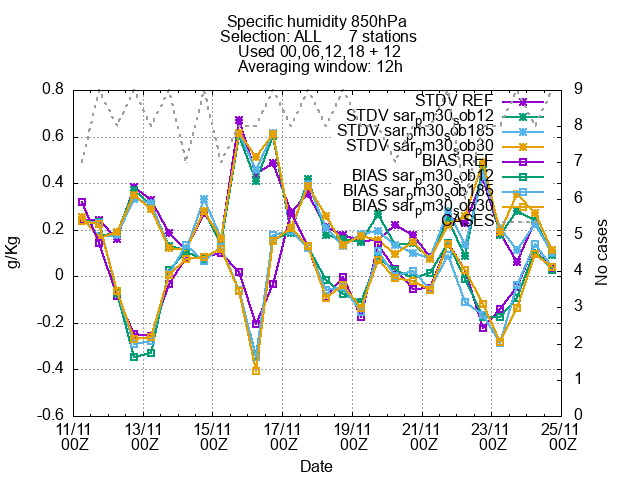 Specific humidity 850hPa
Selection: ALL 7 stations
Used 00,06,12,18 + 12
Averaging window: 12h
0.8
0.6
0.4
0.2
0
-0.2
-0.4
-0.6
g/Kg
STDV REF
STDV sar_pm30_sob12
STDV sar_pm30_sob185
STDV sar_pm30_sob30
BIAS REF
BIAS sar_pm30_sob12
BIAS sar_pm30_sob185
BIAS sar_pm30_sob30
CASES
9
8
7
6
5
4
3
2
1
0
No cases
11/11 13/11 15/11 17/11 19/11 21/11 23/11 25/11
00Z 00Z 00Z 00Z 00Z 00Z 00Z 00Z
Date